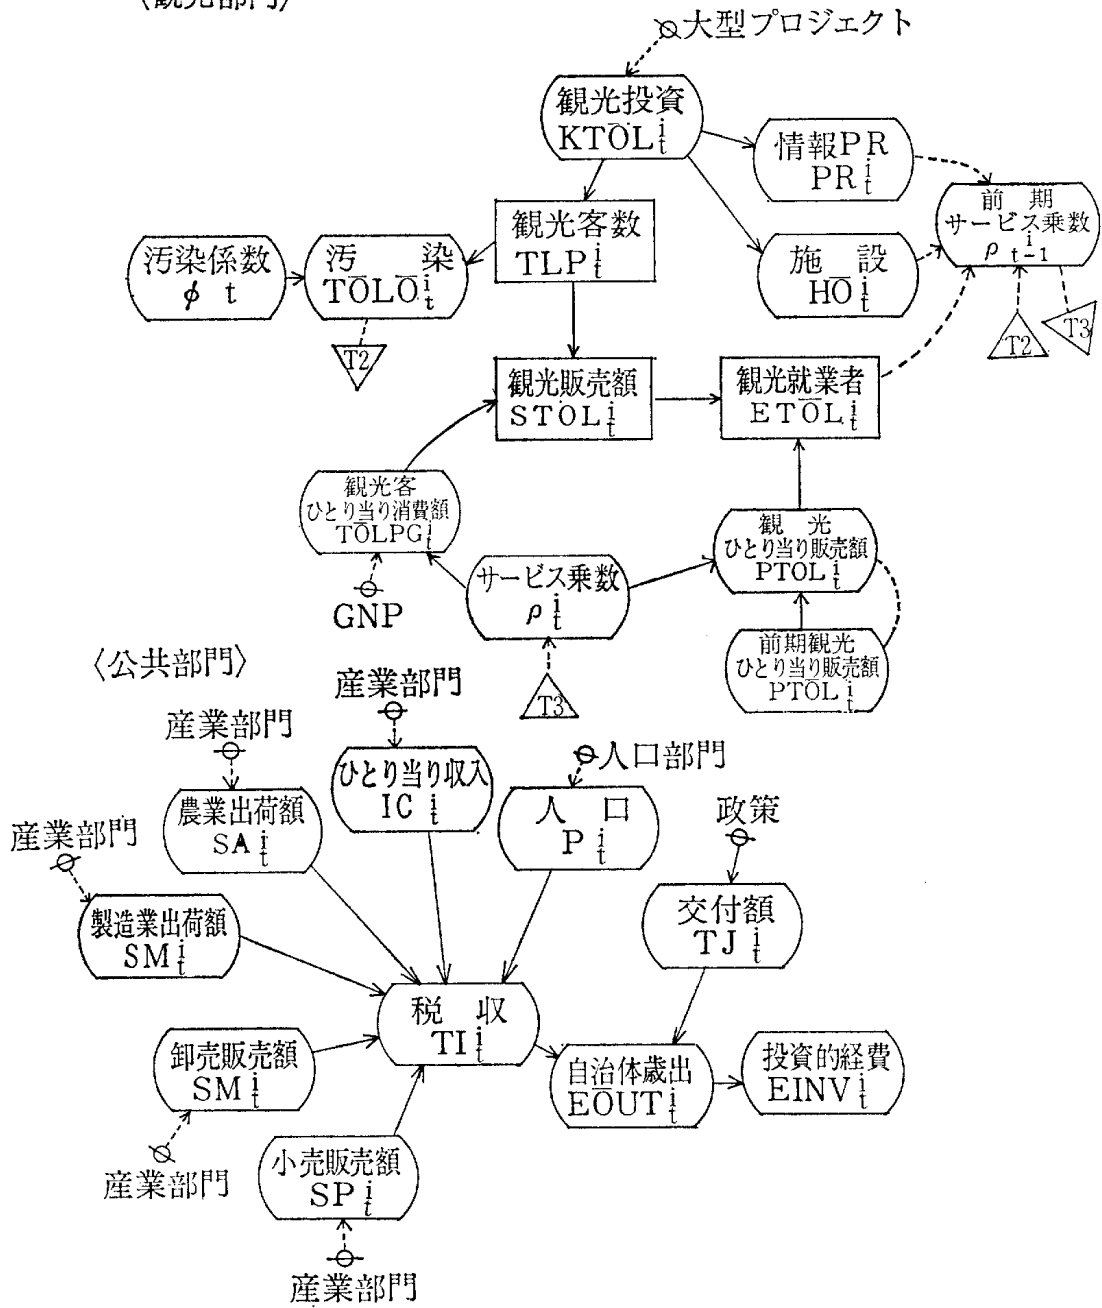 〈観光部門〉
大型プロジェクト
観光投資
KTŌL i t
情報PR
PR i t
前 期
サービス乗数
ρ i t-1
観光客数
TLP i t
汚染係数
φ t
汚 染
TŌLŌ i t
施 設
HŌ i t
T2
T2
T3
観光販売額
STOL i t
観光就業者
ETŌL i t
観光客
ひとり当り消費額
TŌLPG i t
観 光
ひとり当り販売額
PTOL i t
サービス乗数
ρ i t
GNP
前期観光
ひとり当り販売額
PTŌL i t
T3
〈公共部門〉
産業部門
産業部門
ひとり当り収入
IC i t
人口部門
人 口
P i t
政策
農業出荷額
SA i t
産業部門
製造業出荷額
SM i t
交付額
TJ i t
税 収
TI i t
卸売販売額
SM i t
自治体歳出
EŌUT i t
投資的経費
EINV i t
産業部門
小売販売額
SP i t
産業部門